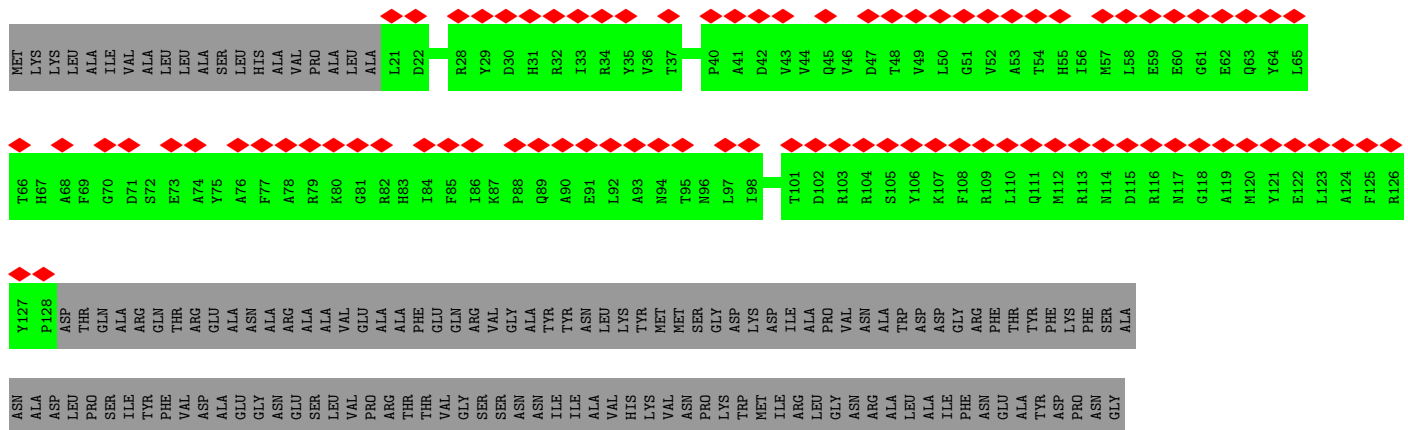 MET LYS LYS LEU ALA ILE VAL ALA LEU LEU ALA SER LEU HIS ALA VAL PRO ALA LEU ALA L21 D22 R28 Y29 D30 H31 R32 I33 R34 Y35 V36 T37 P40 A41 D42 V43 V44 Q45 V46 D47 T48 V49 L50 G51 V52 A53 T54 H55 I56 M57 L58 E59 E60 G61 E62 Q63 Y64 L65
T66 H67 A68 F69 G70 D71 S72 E73 A74 Y75 A76 F77 A78 R79 K80 G81 R82 H83 I84 F85 I86 K87 P88 Q89 A90 E91 L92 A93 N94 T95 N96 L97 I98 T101 D102 R103 R104 S105 Y106 K107 F108 R109 L110 Q111 M112 R113 N114 D115 R116 N117 G118 A119 M120 Y121 E122 L123 A124 F125 R126
Y127 P128 ASP THR GLN ALA ARG GLN THR ARG GLU ALA ASN ALA ARG ALA ALA VAL GLU ALA ALA PHE GLU GLN ARG VAL GLY ALA TYR TYR ASN LEU LYS TYR MET MET SER GLY ASP LYS ASP ILE ALA PRO VAL ASN ALA TRP ASP ASP GLY ARG PHE THR TYR PHE LYS PHE SER ALA
ASN ALA ASP LEU PRO SER ILE TYR PHE VAL ASP ALA GLU GLY ASN GLU SER LEU VAL PRO ARG THR THR VAL GLY SER SER ASN ASN ILE ILE ALA VAL HIS LYS VAL ASN PRO LYS TRP MET ILE ARG LEU GLY ASN ARG ALA LEU ALA ILE PHE ASN GLU ALA TYR ASP PRO ASN GLY